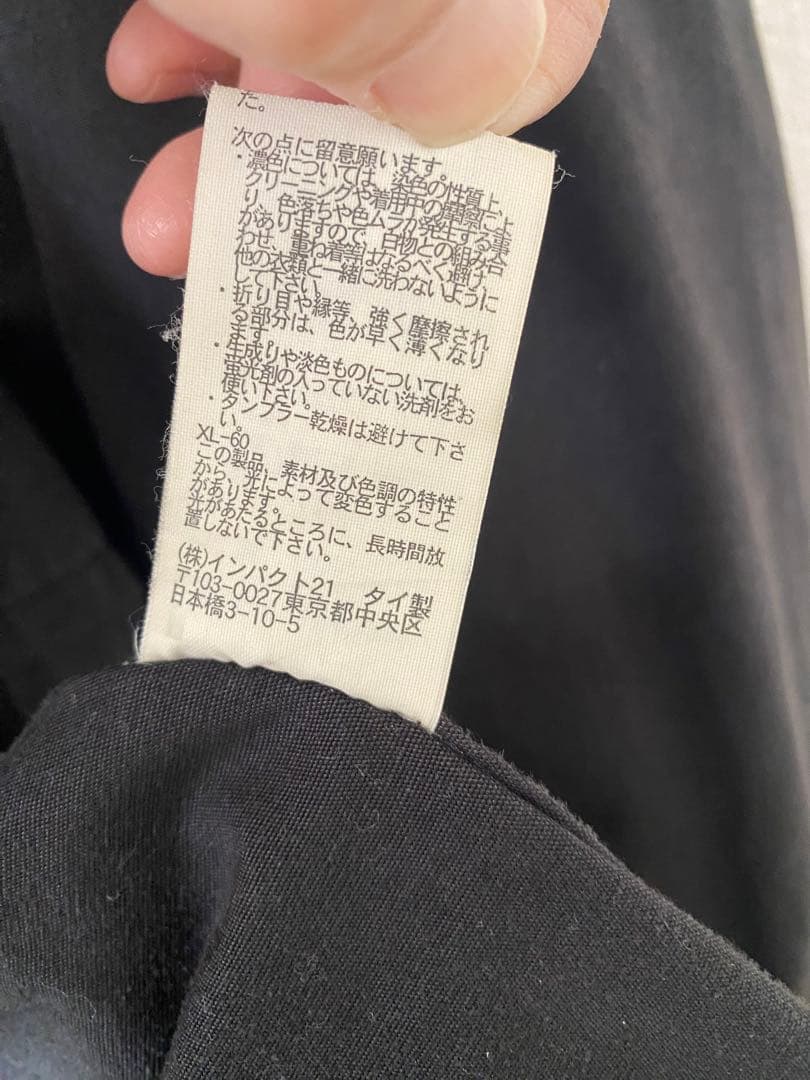 た。
次の点に留意願います。
・濃色については、染色の性質上、
クリーニングや着用中の摩擦によ
り、色落ちや色ムラが発生する事
がありますので、白物との組み合
わせ、重ね着等はなるべく避け、
他の衣類と一緒に洗わないように
して下さい。
・折り目や縁等、強く摩擦され
る部分は、色が早く薄くなり
ます。
・生成りや淡色ものについては、
蛍光剤の入っていない洗剤をお
使い下さい。
・タンブラー乾燥は避けて下さ
い。
XL-60
この製品、素材及び色調の特性
から、光によって変色すること
があります。
光があたるところに、長時間放
置しないで下さい。
(株)インパクト21 タイ製
〒103-0027東京都中央区
日本橋3-10-5